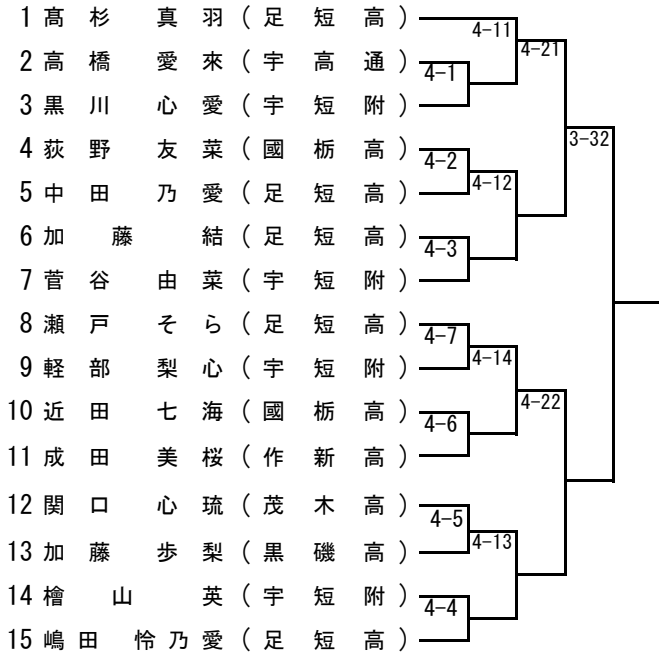 1 髙杉 真羽 (足短高)
2 高橋 愛來 (宇高通)
3 黒川 心愛 (宇短附)
4 荻野 友菜 (國栃高)
5 中田 乃愛 (足短高)
6 加藤 結 (足短高)
7 菅谷 由菜 (宇短附)
8 瀬戸 そら (足短高)
9 軽部 梨心 (宇短附)
10 近田 七海 (國栃高)
11 成田 美桜 (作新高)
12 関口 心琉 (茂木高)
13 加藤 歩梨 (黒磯高)
14 檜山 英 (宇短附)
15 嶋田 怜乃愛 (足短高)
4-1
4-2
4-3
4-7
4-6
4-5
4-4
4-11
4-12
4-14
4-13
4-21
4-22
3-32